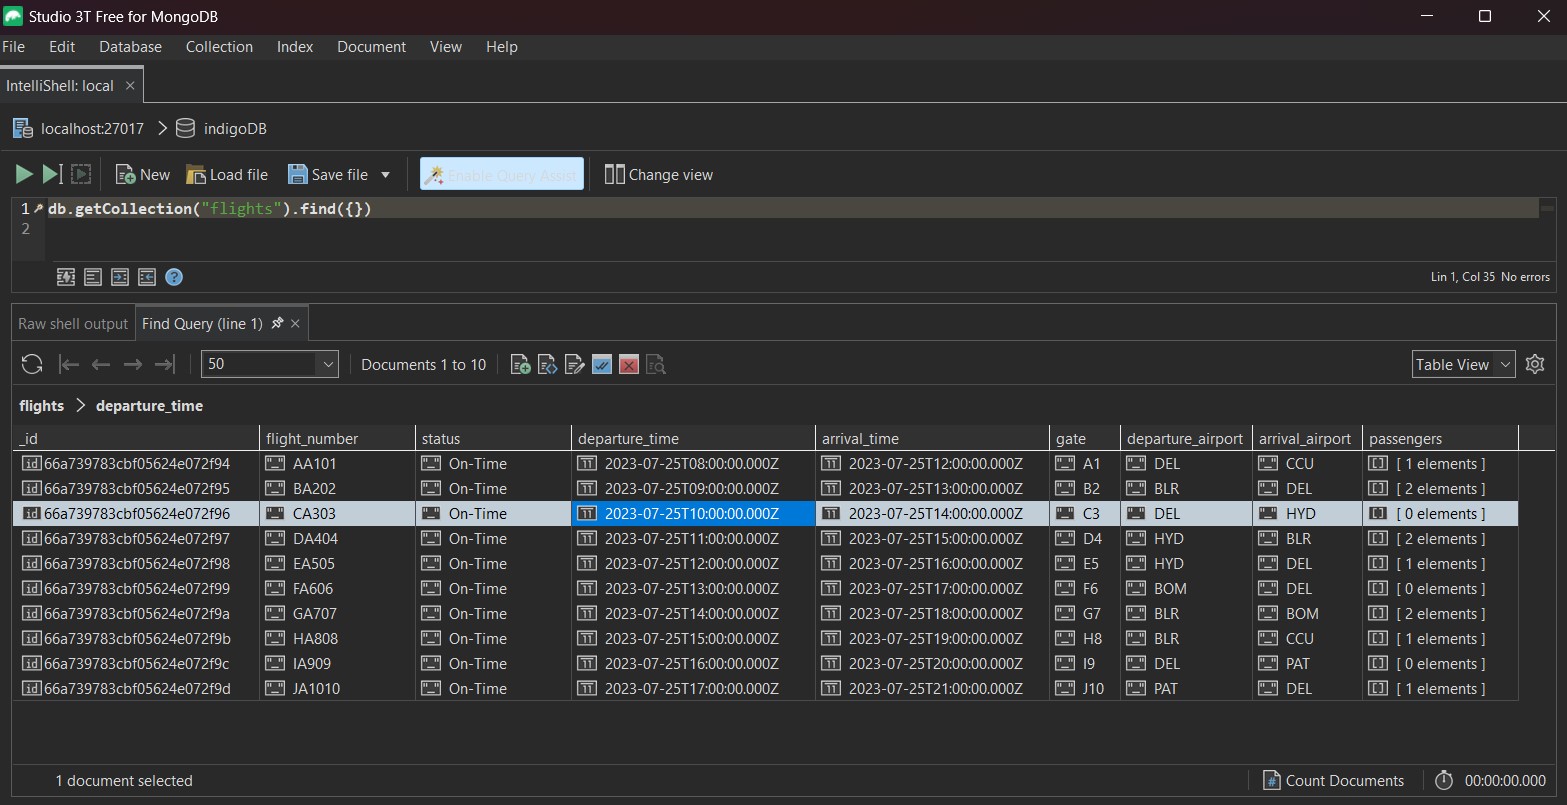 Studio 3T Free for MongoDB
File Edit Database Collection Index Document View Help
IntelliShell: local
localhost:27017 indigoDB
New Load file Save file Enable Query Assist Change view
1 db.getCollection("flights").find({})
2
Lin 1, Col 35 No errors
Raw shell output Find Query (line 1)
50 Documents 1 to 10 Table View
flights > departure_time
_id flight_number status departure_time arrival_time gate departure_airport arrival_airport passengers
66a739783cbf05624e072f94 AA101 On-Time 2023-07-25T08:00:00.000Z 2023-07-25T12:00:00.000Z A1 DEL CCU [ 1 elements ]
66a739783cbf05624e072f95 BA202 On-Time 2023-07-25T09:00:00.000Z 2023-07-25T13:00:00.000Z B2 BLR DEL [ 2 elements ]
66a739783cbf05624e072f96 CA303 On-Time 2023-07-25T10:00:00.000Z 2023-07-25T14:00:00.000Z C3 DEL HYD [ 0 elements ]
66a739783cbf05624e072f97 DA404 On-Time 2023-07-25T11:00:00.000Z 2023-07-25T15:00:00.000Z D4 HYD BLR [ 2 elements ]
66a739783cbf05624e072f98 EA505 On-Time 2023-07-25T12:00:00.000Z 2023-07-25T16:00:00.000Z E5 HYD DEL [ 1 elements ]
66a739783cbf05624e072f99 FA606 On-Time 2023-07-25T13:00:00.000Z 2023-07-25T17:00:00.000Z F6 BOM DEL [ 0 elements ]
66a739783cbf05624e072f9a GA707 On-Time 2023-07-25T14:00:00.000Z 2023-07-25T18:00:00.000Z G7 BLR BOM [ 2 elements ]
66a739783cbf05624e072f9b HA808 On-Time 2023-07-25T15:00:00.000Z 2023-07-25T19:00:00.000Z H8 BLR CCU [ 1 elements ]
66a739783cbf05624e072f9c IA909 On-Time 2023-07-25T16:00:00.000Z 2023-07-25T20:00:00.000Z I9 DEL PAT [ 0 elements ]
66a739783cbf05624e072f9d JA1010 On-Time 2023-07-25T17:00:00.000Z 2023-07-25T21:00:00.000Z J10 PAT DEL [ 1 elements ]
1 document selected Count Documents 00:00:00.000